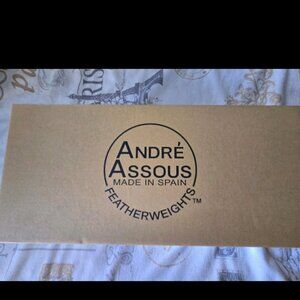 ANDRÉ
ASSOUS
MADE IN SPAIN
FEATHERWEIGHTS™